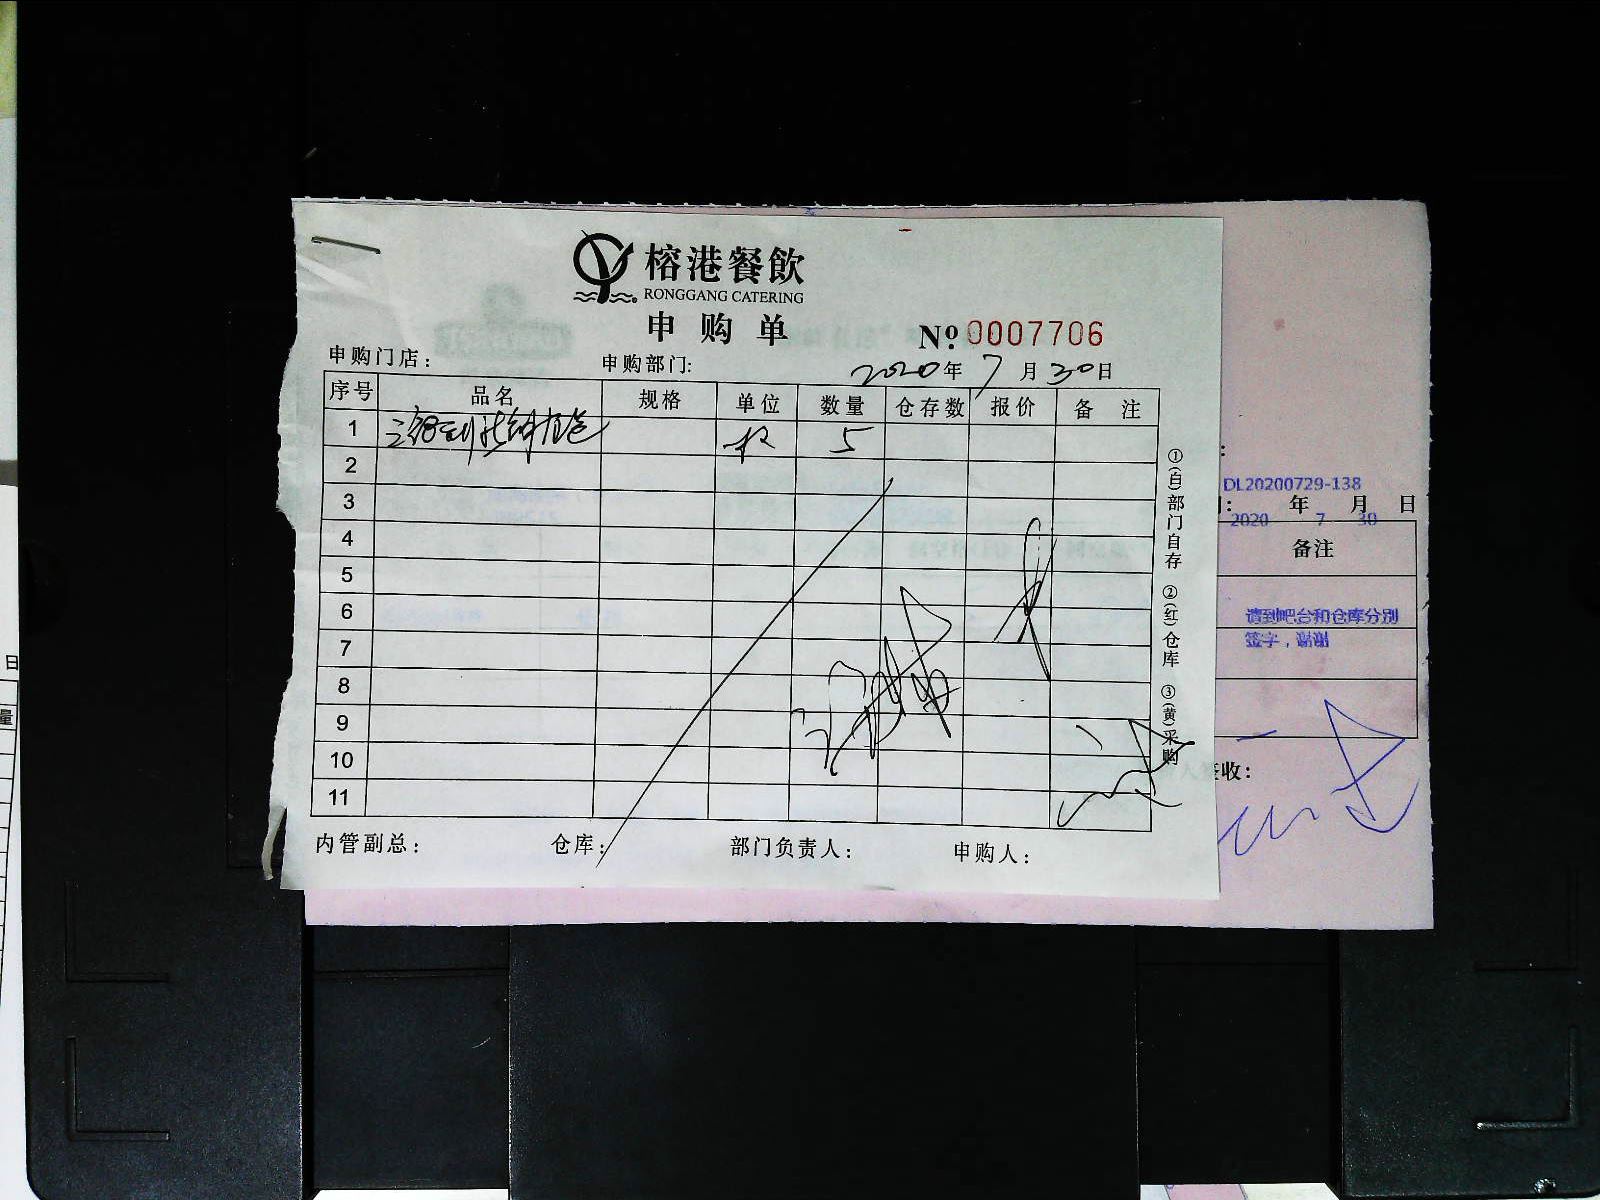 榕港餐飲
RONGGANG CATERING
申购单
Nº 0007706
申购门店: 申购部门: 2020年7月30日
序号 品名 规格 单位 数量 仓存数 报价 备注
1 5
2
3
4
5
6
7
8
9
10
11
内管副总: 仓库: 部门负责人: 申购人:
①(白)部门自存 ②(红)仓库 ③(黄)采购
DL20200729-138
年 月 日
2020 7 30
备注
请到吧台和仓库分别
签字，谢谢
签收:
日
量